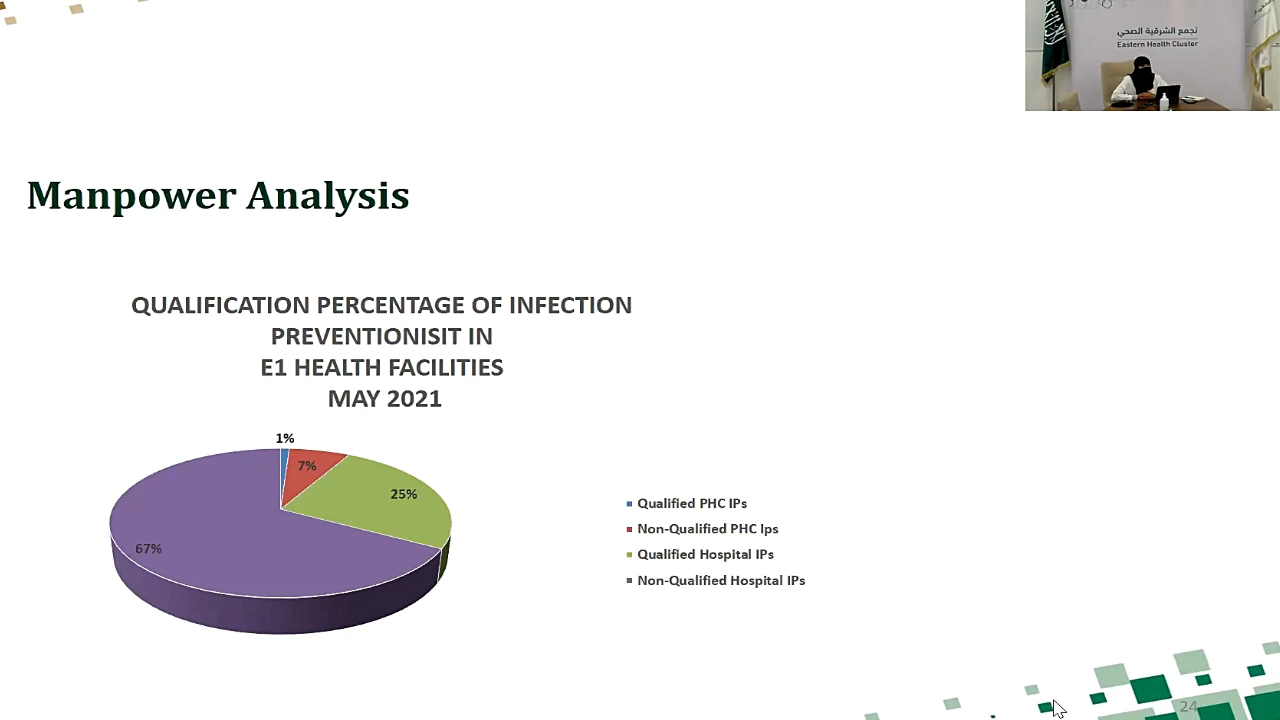 تجمع الشرقية الصحي
Eastern Health Cluster
Manpower Analysis
QUALIFICATION PERCENTAGE OF INFECTION
PREVENTIONISIT IN
E1 HEALTH FACILITIES
MAY 2021
1%
7%
25%
67%
Qualified PHC IPs
Non-Qualified PHC Ips
Qualified Hospital IPs
Non-Qualified Hospital IPs
24